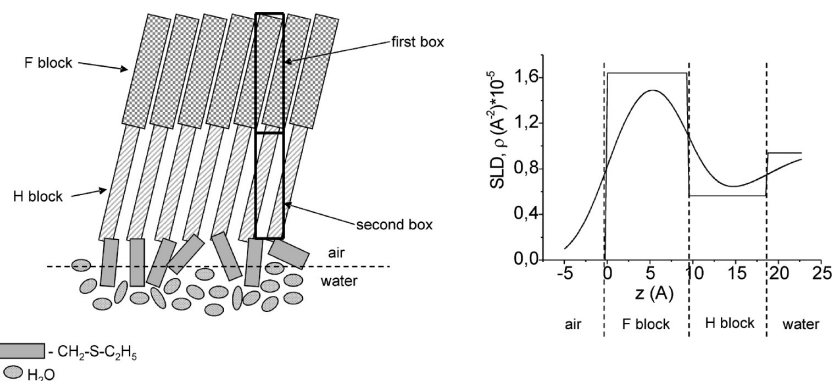 F block
first box
H block
second box
air
water
- CH₂-S-C₂H₅
H₂O
SLD, ρ (A⁻²)*10⁻⁵
1,6
1,2
0,8
0,4
0,0
-5 0 5 10 15 20 25
z (A)
air F block H block water